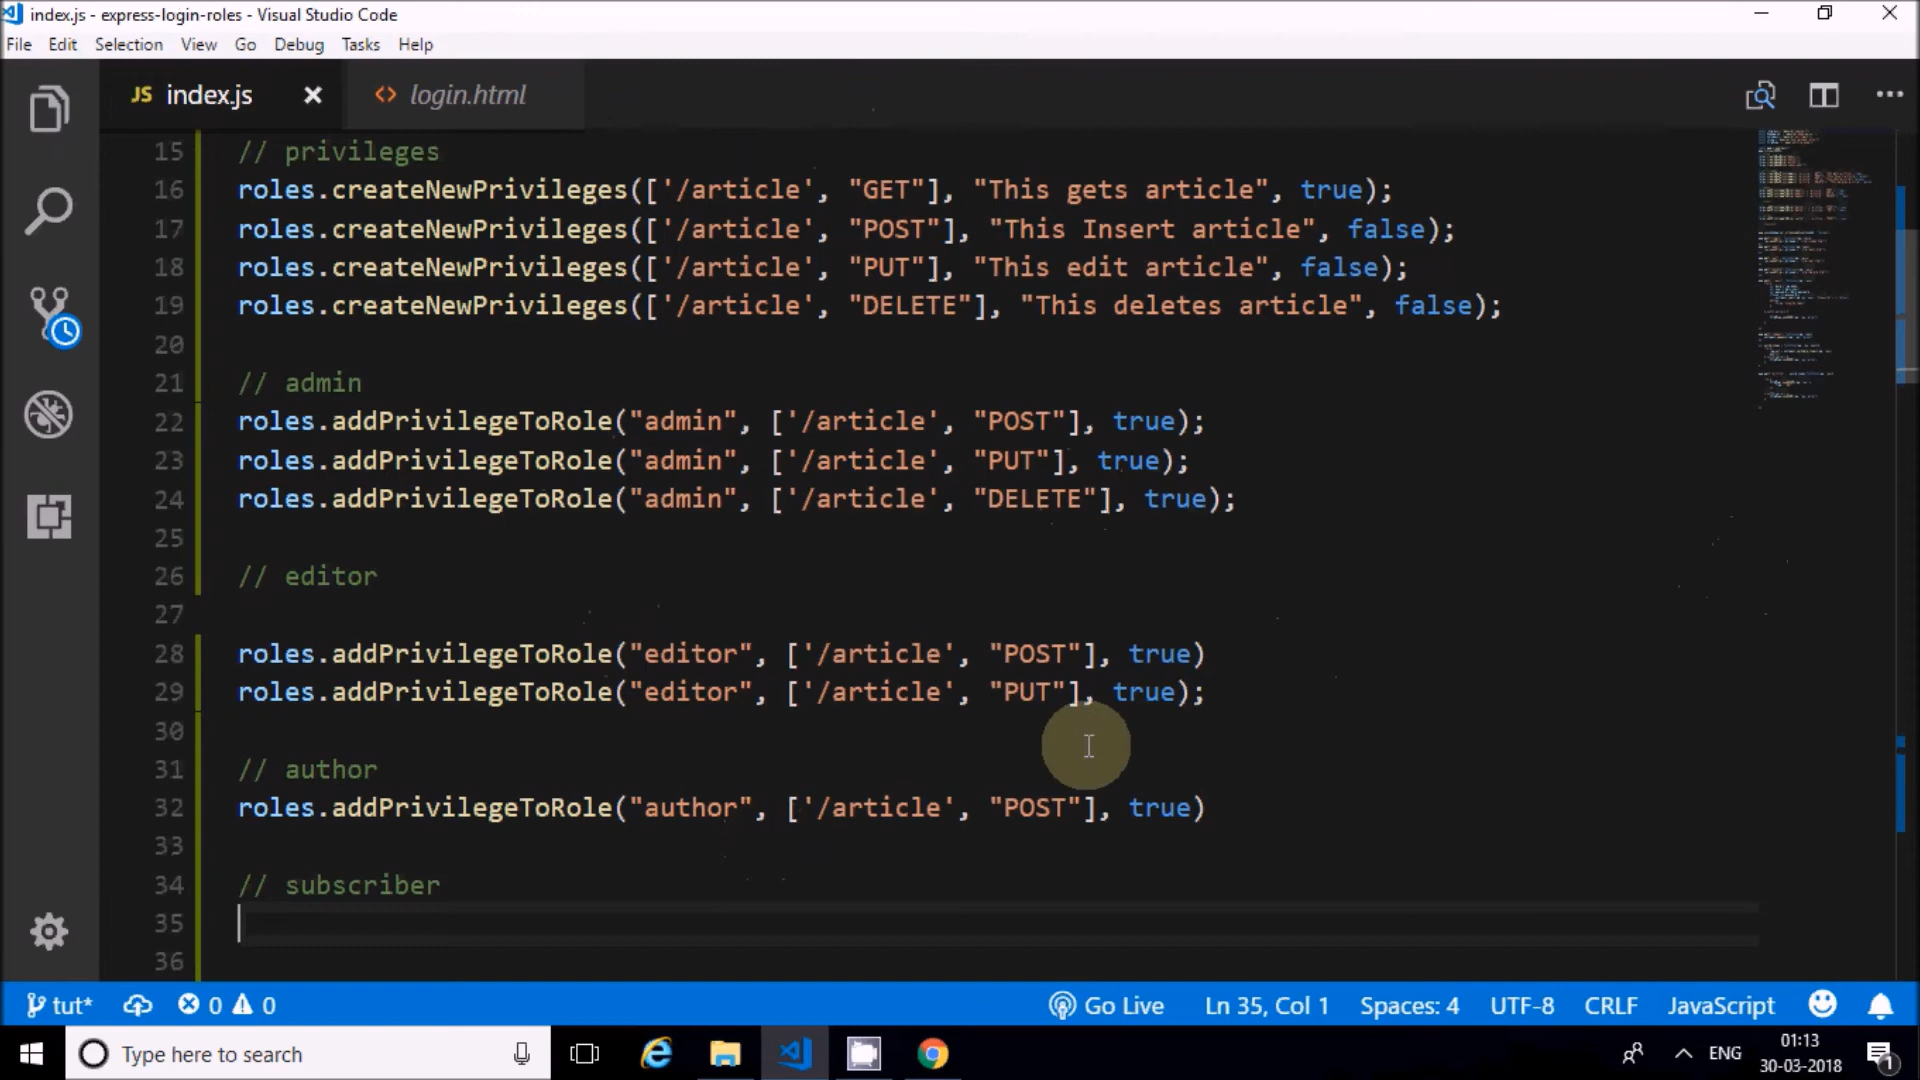 index.js - express-login-roles - Visual Studio Code
File Edit Selection View Go Debug Tasks Help
JS index.js <> login.html
15 // privileges
16 roles.createNewPrivileges(['/article', "GET"], "This gets article", true);
17 roles.createNewPrivileges(['/article', "POST"], "This Insert article", false);
18 roles.createNewPrivileges(['/article', "PUT"], "This edit article", false);
19 roles.createNewPrivileges(['/article', "DELETE"], "This deletes article", false);
20
21 // admin
22 roles.addPrivilegeToRole("admin", ['/article', "POST"], true);
23 roles.addPrivilegeToRole("admin", ['/article', "PUT"], true);
24 roles.addPrivilegeToRole("admin", ['/article', "DELETE"], true);
25
26 // editor
27
28 roles.addPrivilegeToRole("editor", ['/article', "POST"], true)
29 roles.addPrivilegeToRole("editor", ['/article', "PUT"], true);
30
31 // author
32 roles.addPrivilegeToRole("author", ['/article', "POST"], true)
33
34 // subscriber
35
36
tut* 0 0 Go Live Ln 35, Col 1 Spaces: 4 UTF-8 CRLF JavaScript
Type here to search ENG 01:13
30-03-2018 1